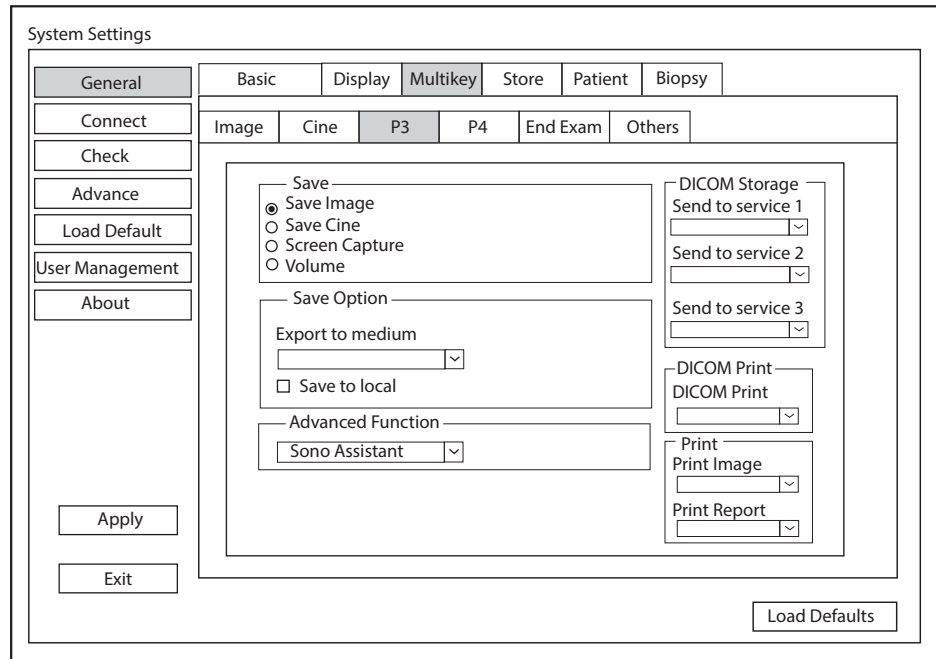 System Settings
General
Connect
Check
Advance
Load Default
User Management
About
Apply
Exit
Basic Display Multikey Store Patient Biopsy
Image Cine P3 P4 End Exam Others
Save
Save Image
Save Cine
Screen Capture
Volume
Save Option
Export to medium
Save to local
Advanced Function
Sono Assistant
DICOM Storage
Send to service 1
Send to service 2
Send to service 3
DICOM Print
DICOM Print
Print
Print Image
Print Report
Load Defaults